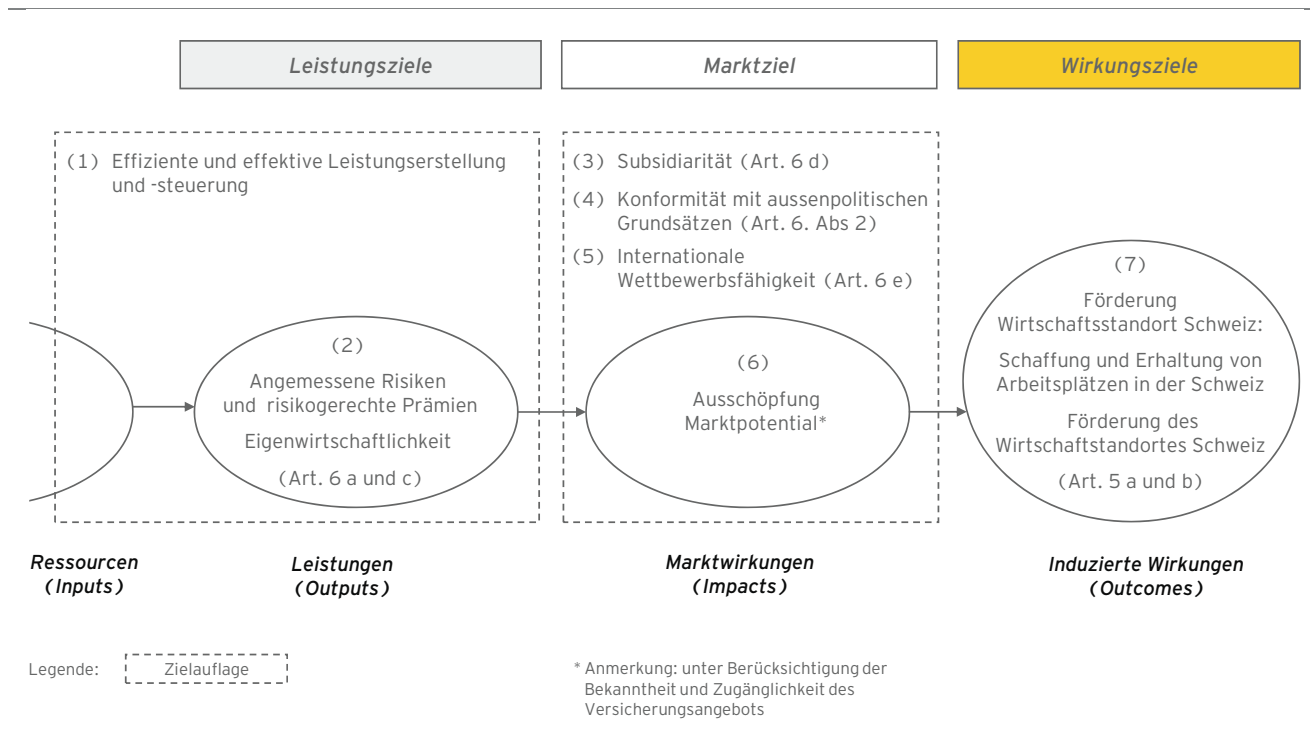 Leistungsziele
Marktziel
Wirkungsziele
(1) Effiziente und effektive Leistungserstellung
und -steuerung
(2)
Angemessene Risiken
und risikogerechte Prämien
Eigenwirtschaftlichkeit
(Art. 6 a und c)
(3) Subsidiarität (Art. 6 d)
(4) Konformität mit aussenpolitischen
Grundsätzen (Art. 6. Abs 2)
(5) Internationale
Wettbewerbsfähigkeit (Art. 6 e)
(6)
Ausschöpfung
Marktpotential*
(7)
Förderung
Wirtschaftsstandort Schweiz:
Schaffung und Erhaltung von
Arbeitsplätzen in der Schweiz
Förderung des
Wirtschaftstandortes Schweiz
(Art. 5 a und b)
Ressourcen
(Inputs)
Leistungen
(Outputs)
Marktwirkungen
(Impacts)
Induzierte Wirkungen
(Outcomes)
Legende:
Zielauflage
* Anmerkung: unter Berücksichtigung der
Bekanntheit und Zugänglichkeit des
Versicherungsangebots